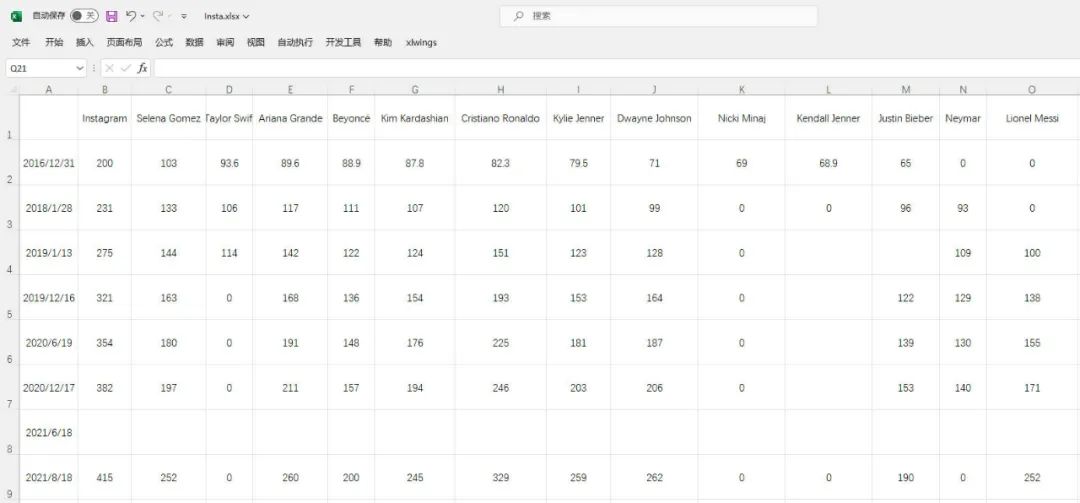 自动保存 关 Insta.xlsx 搜索
文件 开始 插入 页面布局 公式 数据 审阅 视图 自动执行 开发工具 帮助 xlwings
Q21 fx
A B C D E F G H I J K L M N O
1 Instagram Selena Gomez Taylor Swif Ariana Grande Beyoncé Kim Kardashian Cristiano Ronaldo Kylie Jenner Dwayne Johnson Nicki Minaj Kendall Jenner Justin Bieber Neymar Lionel Messi
2 2016/12/31 200 103 93.6 89.6 88.9 87.8 82.3 79.5 71 69 68.9 65 0 0
3 2018/1/28 231 133 106 117 111 107 120 101 99 0 0 96 93 0
4 2019/1/13 275 144 114 142 122 124 151 123 128 0 109 100
5 2019/12/16 321 163 0 168 136 154 193 153 164 0 122 129 138
6 2020/6/19 354 180 0 191 148 176 225 181 187 0 139 130 155
7 2020/12/17 382 197 0 211 157 194 246 203 206 0 153 140 171
8 2021/6/18
9 2021/8/18 415 252 0 260 200 245 329 259 262 0 0 190 0 252